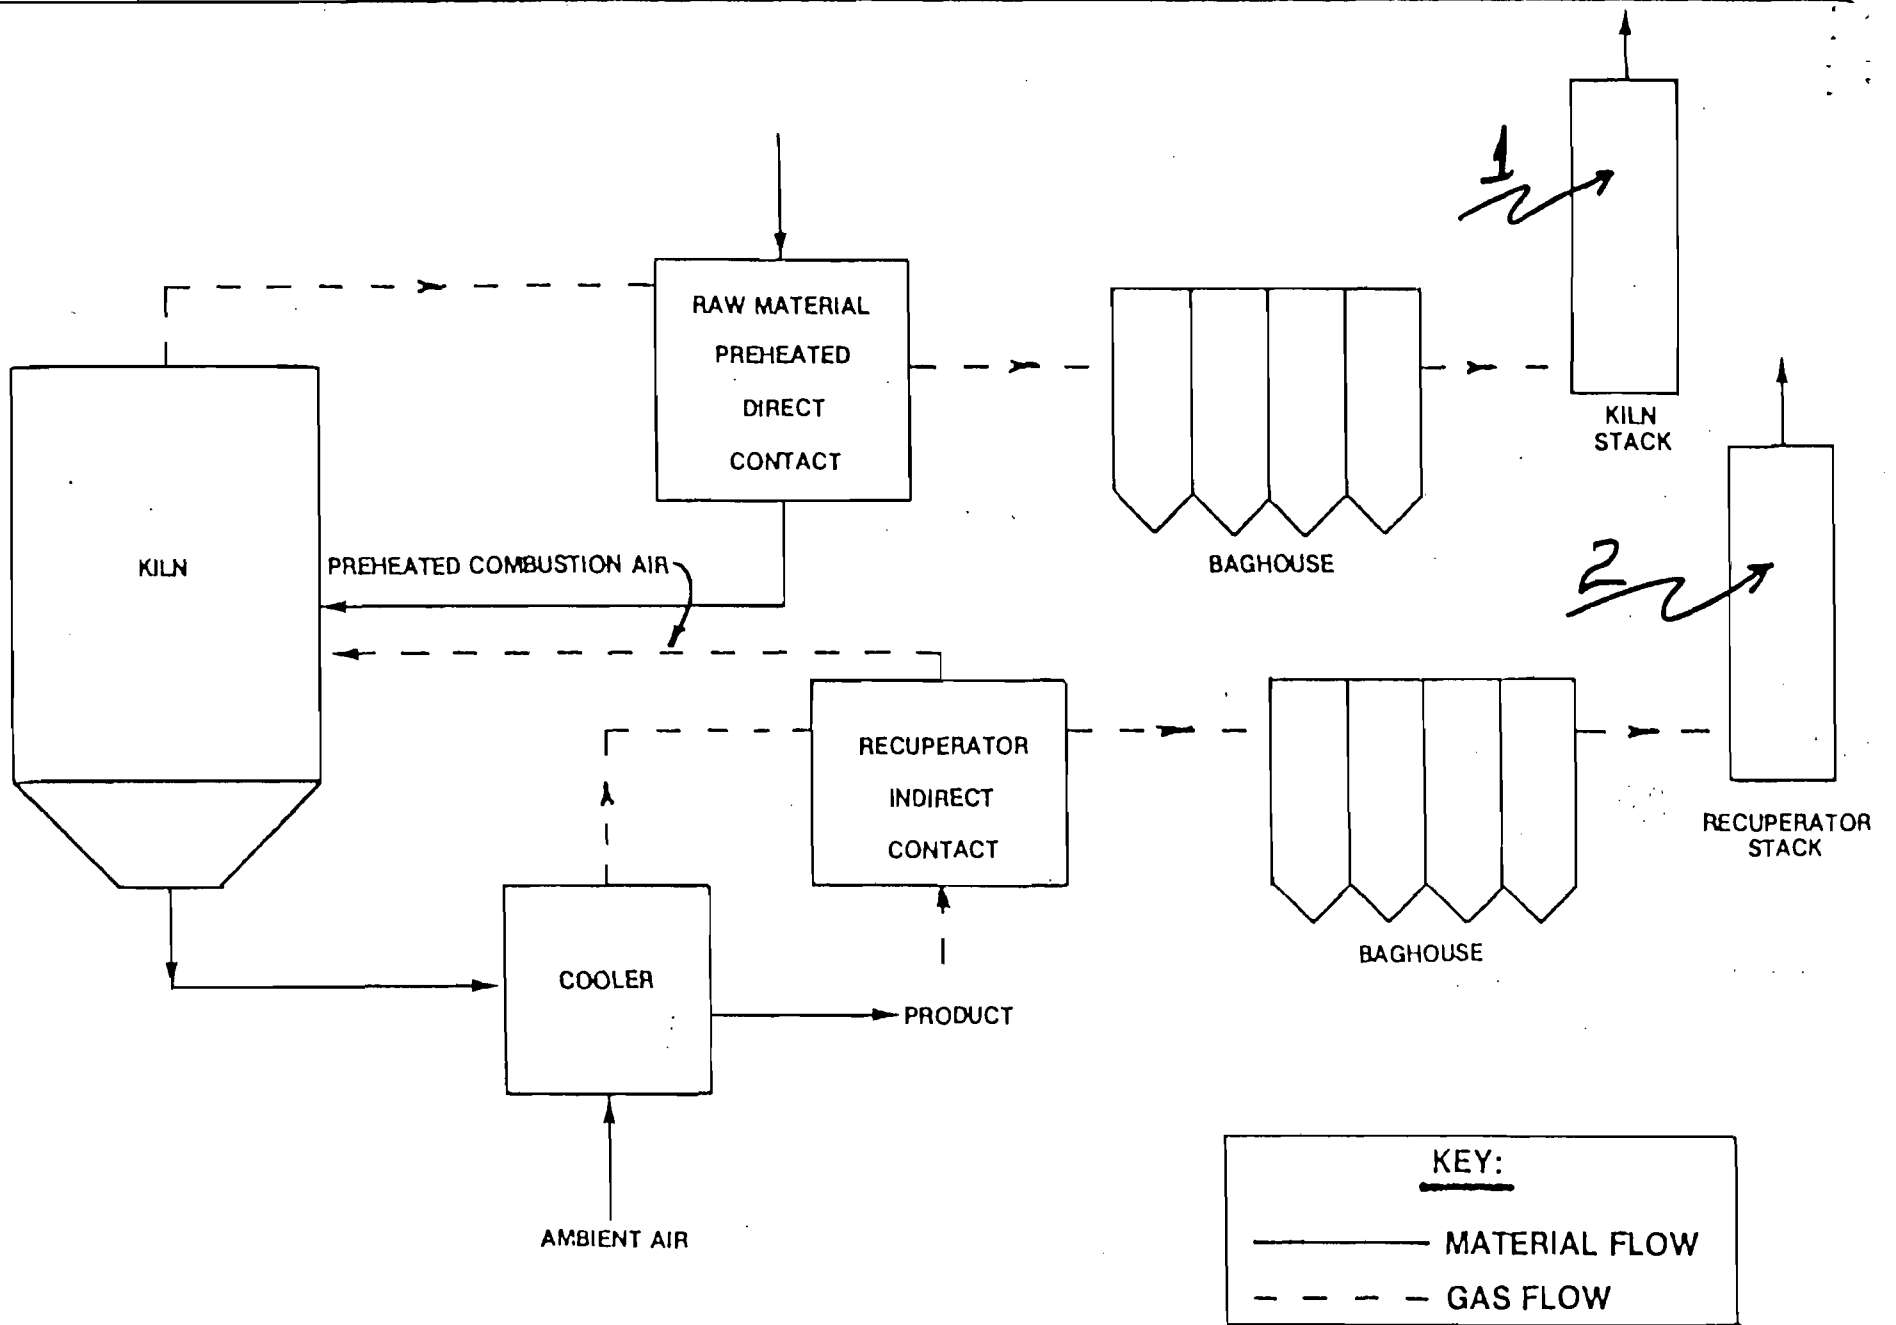 1
RAW MATERIAL
PREHEATED
DIRECT
CONTACT
KILN
STACK
KILN
PREHEATED COMBUSTION AIR
BAGHOUSE
2
RECUPERATOR
INDIRECT
CONTACT
RECUPERATOR
STACK
BAGHOUSE
COOLER
PRODUCT
AMBIENT AIR
KEY:
MATERIAL FLOW
GAS FLOW